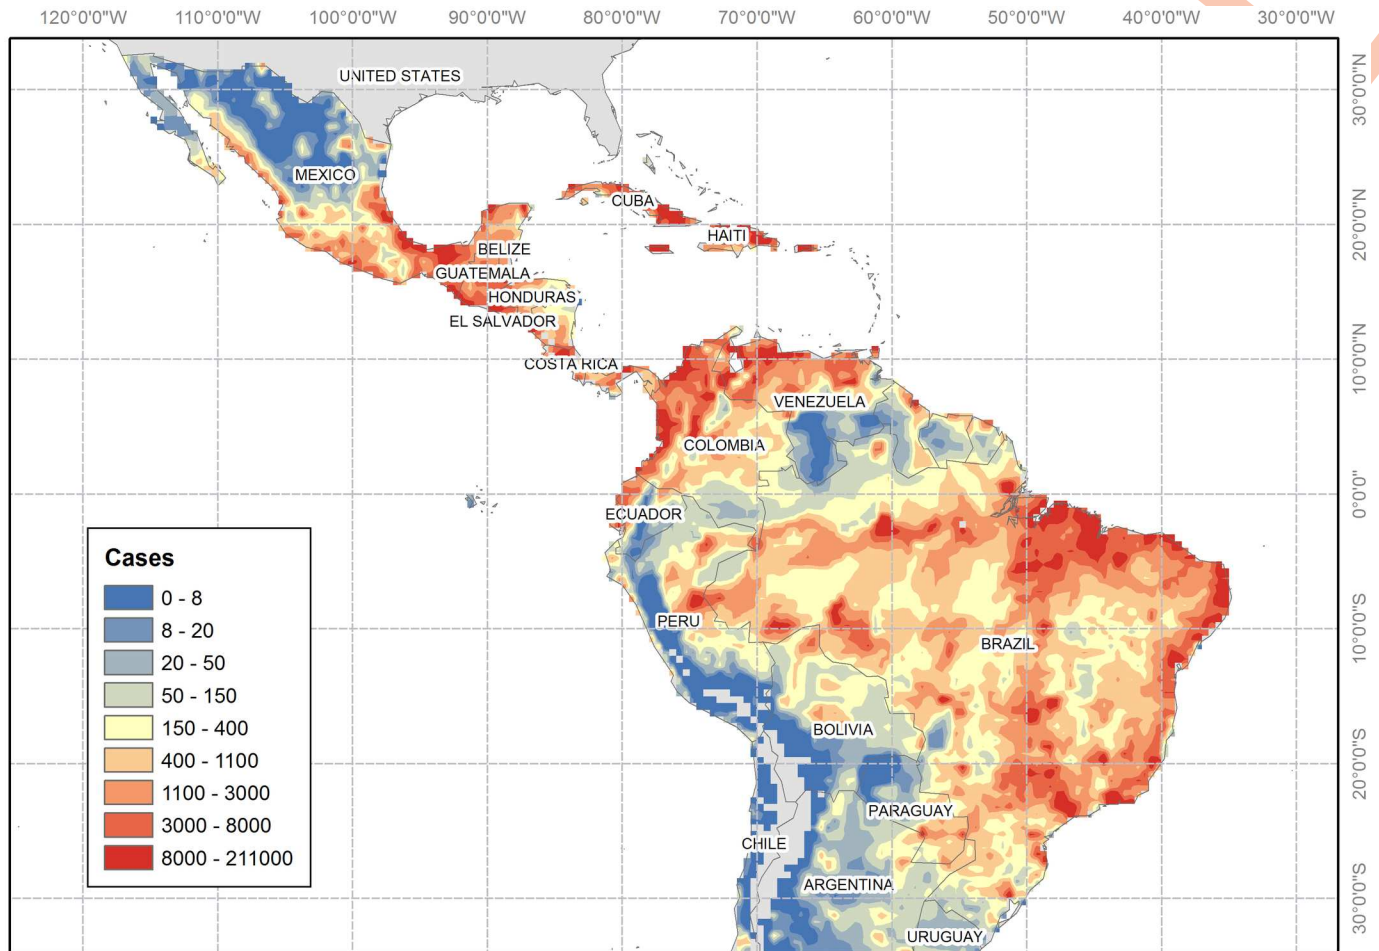 120°0'0"W 110°0'0"W 100°0'0"W 90°0'0"W 80°0'0"W 70°0'0"W 60°0'0"W 50°0'0"W 40°0'0"W 30°0'0"W
30°0'0"N
UNITED STATES
MEXICO
CUBA
20°0'0"N
HAITI
BELIZE
GUATEMALA
HONDURAS
EL SALVADOR
COSTA RICA
10°0'0"N
VENEZUELA
COLOMBIA
0°0'0"
ECUADOR
PERU
10°0'0"S
BRAZIL
BOLIVIA
20°0'0"S
PARAGUAY
CHILE
ARGENTINA
30°0'0"S
URUGUAY
Cases
0 - 8
8 - 20
20 - 50
50 - 150
150 - 400
400 - 1100
1100 - 3000
3000 - 8000
8000 - 211000